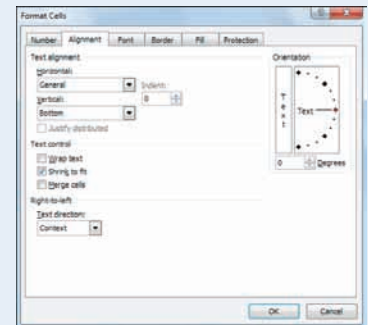 Format Cells
Number Alignment Font Border Fill Protection
Text alignment Orientation
Horizontal:
General Indent:
Vertical: 0
Bottom
Justify distributed
Text
Text
Text control
Wrap text
Shrink to fit
Merge cells
0 Degrees
Right-to-left
Text direction:
Context
OK Cancel